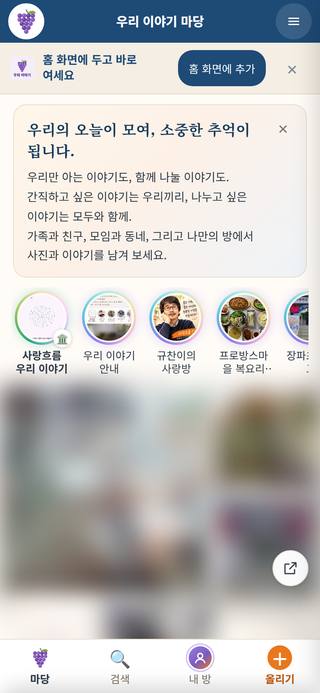 우리 이야기 마당
홈 화면에 두고 바로
여세요
홈 화면에 추가
우리의 오늘이 모여, 소중한 추억이
됩니다.
우리만 아는 이야기도, 함께 나눌 이야기도.
간직하고 싶은 이야기는 우리끼리, 나누고 싶은
이야기는 모두와 함께.
가족과 친구, 모임과 동네, 그리고 나만의 방에서
사진과 이야기를 남겨 보세요.
사랑흐름
우리 이야기
우리 이야기
안내
규찬이의
사랑방
프로방스마
을 복요리··
마당
검색
내 방
올리기